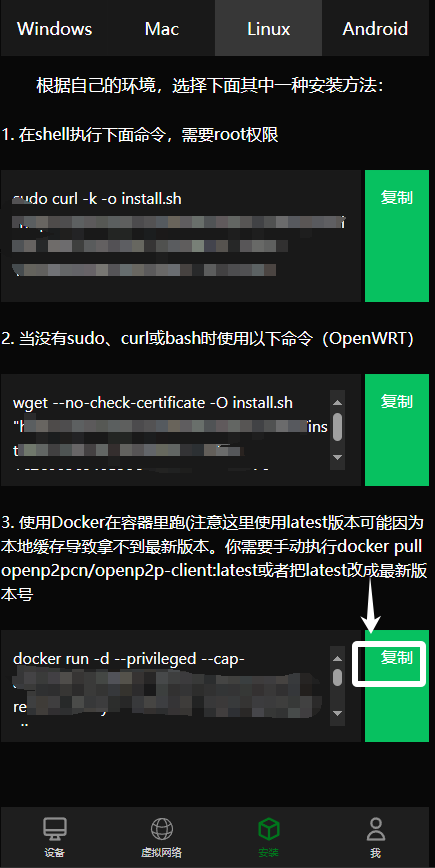 Windows Mac Linux Android
根据自己的环境，选择下面其中一种安装方法：
1. 在shell执行下面命令，需要root权限
sudo curl -k -o install.sh
复制
2. 当没有sudo、curl或bash时使用以下命令（OpenWRT）
wget --no-check-certificate -O install.sh
复制
"h /ins
t
3. 使用Docker在容器里跑(注意这里使用latest版本可能因为
本地缓存导致拿不到最新版本。你需要手动执行docker pull
openp2pcn/openp2p-client:latest或者把latest改成最新版
本号
docker run -d --privileged --cap-
复制
re
设备 虚拟网络 安装 我